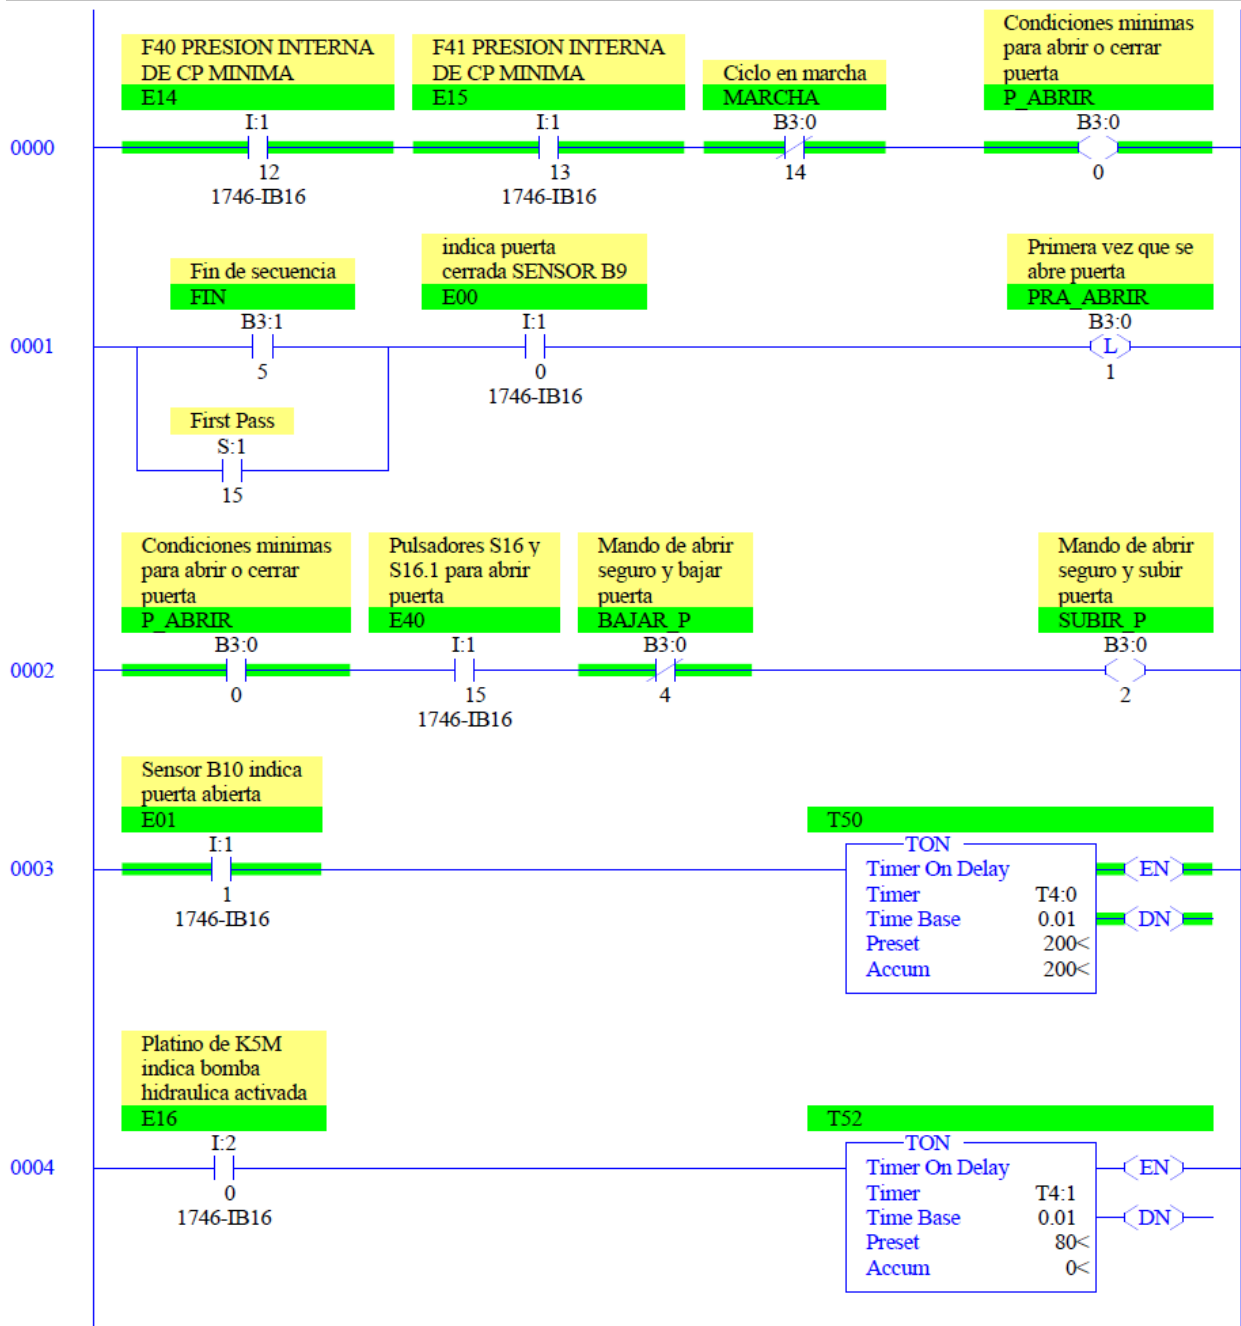 F40 PRESION INTERNA
DE CP MINIMA
E14
I:1
12
1746-IB16
F41 PRESION INTERNA
DE CP MINIMA
E15
I:1
13
1746-IB16
Ciclo en marcha
MARCHA
B3:0
14
Condiciones minimas
para abrir o cerrar
puerta
P_ABRIR
B3:0
0
0000
Fin de secuencia
FIN
B3:1
5
First Pass
S:1
15
indica puerta
cerrada SENSOR B9
E00
I:1
0
1746-IB16
Primera vez que se
abre puerta
PRA_ABRIR
B3:0
L
1
0001
Condiciones minimas
para abrir o cerrar
puerta
P_ABRIR
B3:0
0
Pulsadores S16 y
S16.1 para abrir
puerta
E40
I:1
15
1746-IB16
Mando de abrir
seguro y bajar
puerta
BAJAR_P
B3:0
4
Mando de abrir
seguro y subir
puerta
SUBIR_P
B3:0
2
0002
Sensor B10 indica
puerta abierta
E01
I:1
1
1746-IB16
T50
TON
Timer On Delay
Timer T4:0
Time Base 0.01
Preset 200<
Accum 200<
EN
DN
0003
Platino de K5M
indica bomba
hidraulica activada
E16
I:2
0
1746-IB16
T52
TON
Timer On Delay
Timer T4:1
Time Base 0.01
Preset 80<
Accum 0<
EN
DN
0004